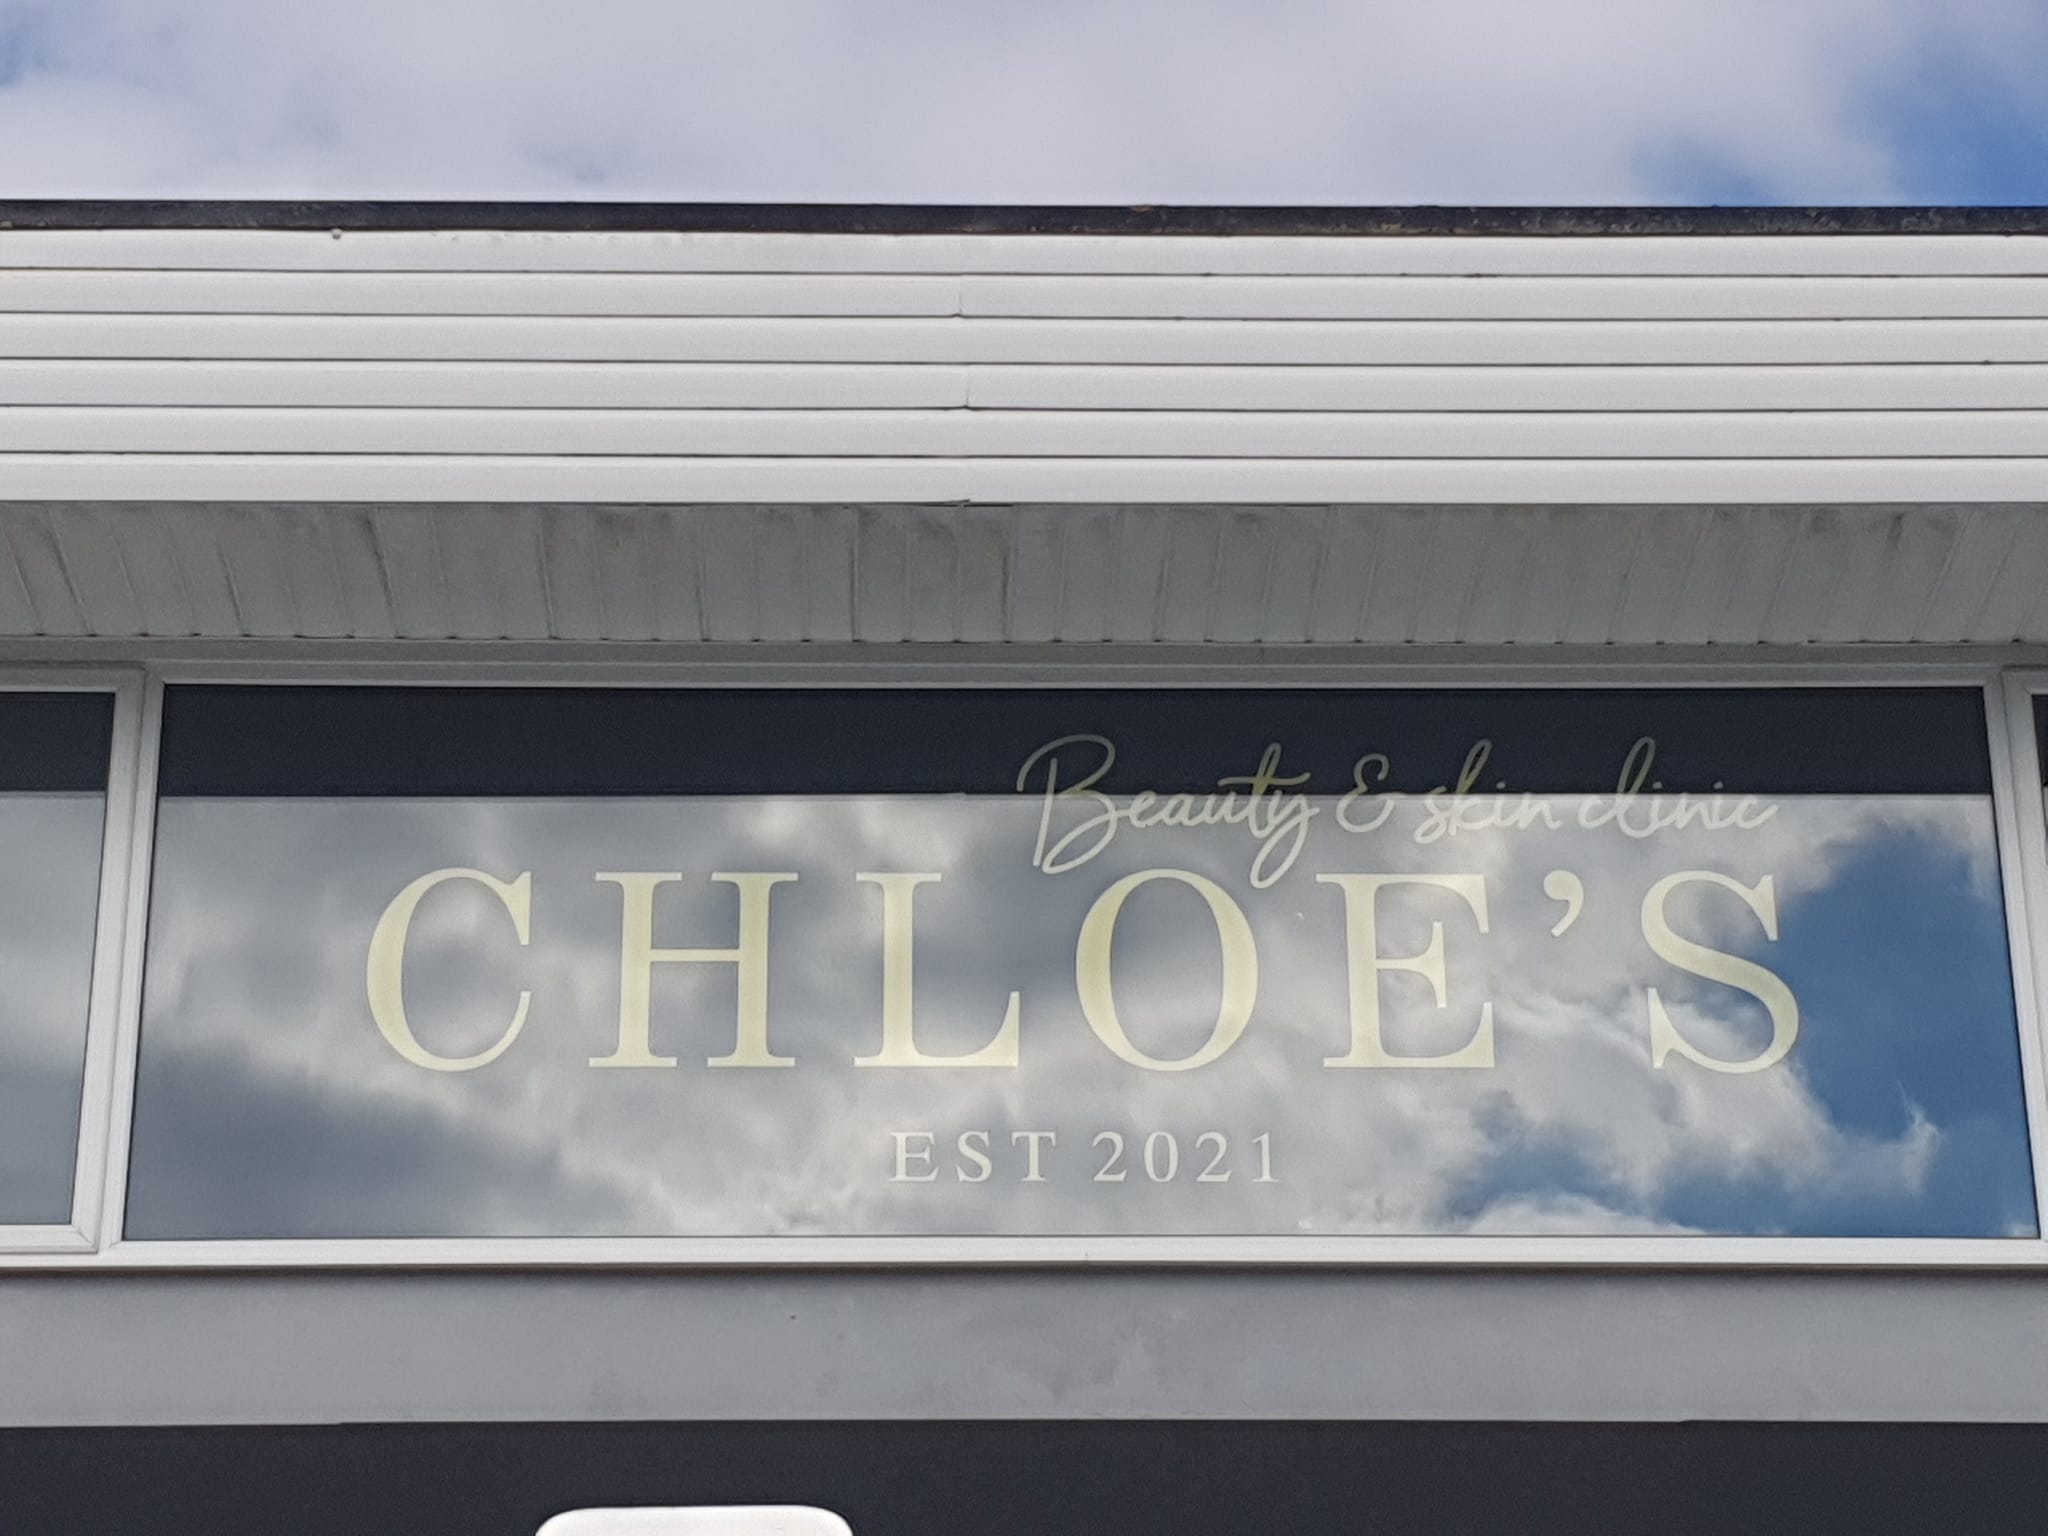 Beauty & skin clinic
CHLOE’S
EST 2021